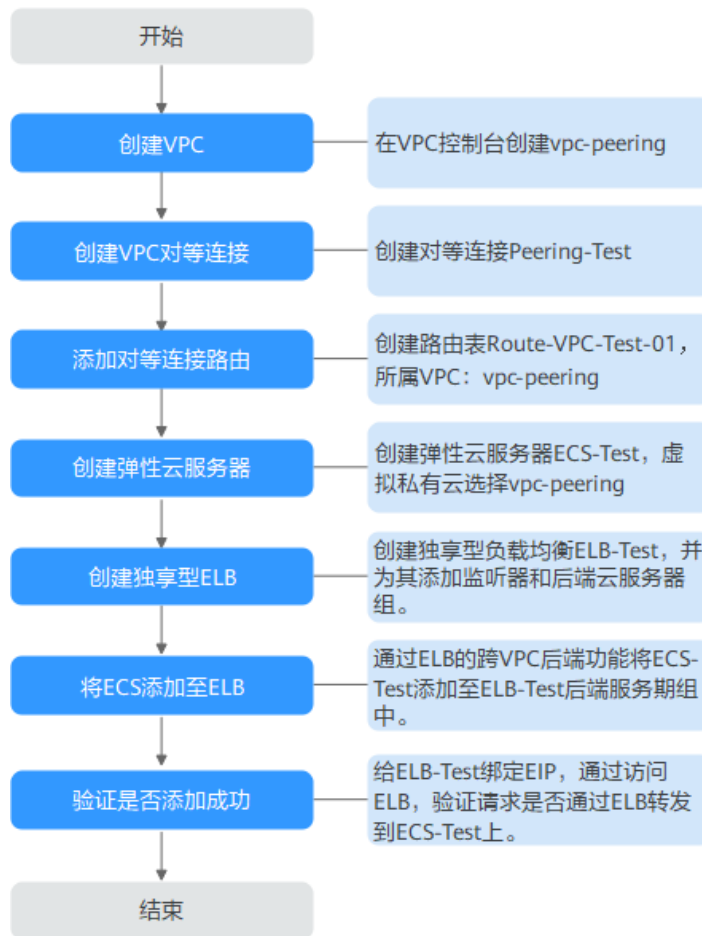 开始
创建VPC
在VPC控制台创建vpc-peering
创建VPC对等连接
创建对等连接Peering-Test
添加对等连接路由
创建路由表Route-VPC-Test-01，
所属VPC：vpc-peering
创建弹性云服务器
创建弹性云服务器ECS-Test，虚
拟私有云选择vpc-peering
创建独享型ELB
创建独享型负载均衡ELB-Test，并
为其添加监听器和后端云服务器
组。
将ECS添加至ELB
通过ELB的跨VPC后端功能将ECS-
Test添加至ELB-Test后端服务期组
中。
验证是否添加成功
给ELB-Test绑定EIP，通过访问
ELB，验证请求是否通过ELB转发
到ECS-Test上。
结束